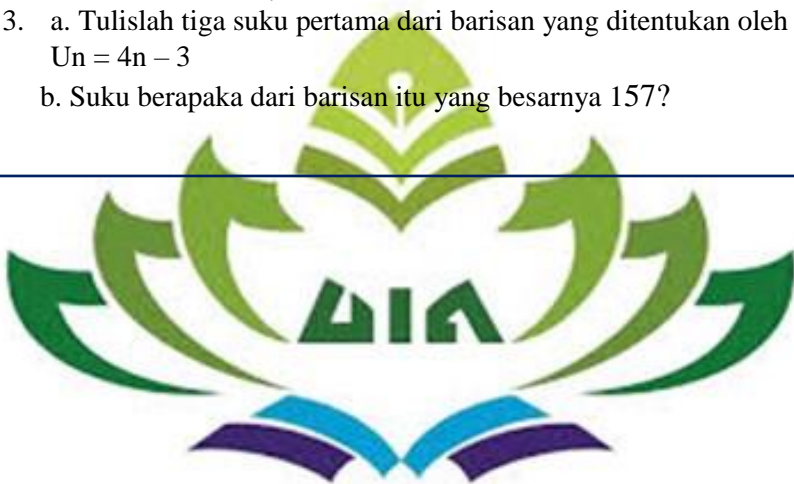 3. a. Tulislah tiga suku pertama dari barisan yang ditentukan oleh
Un = 4n – 3
b. Suku berapaka dari barisan itu yang besarnya 157?
UIN